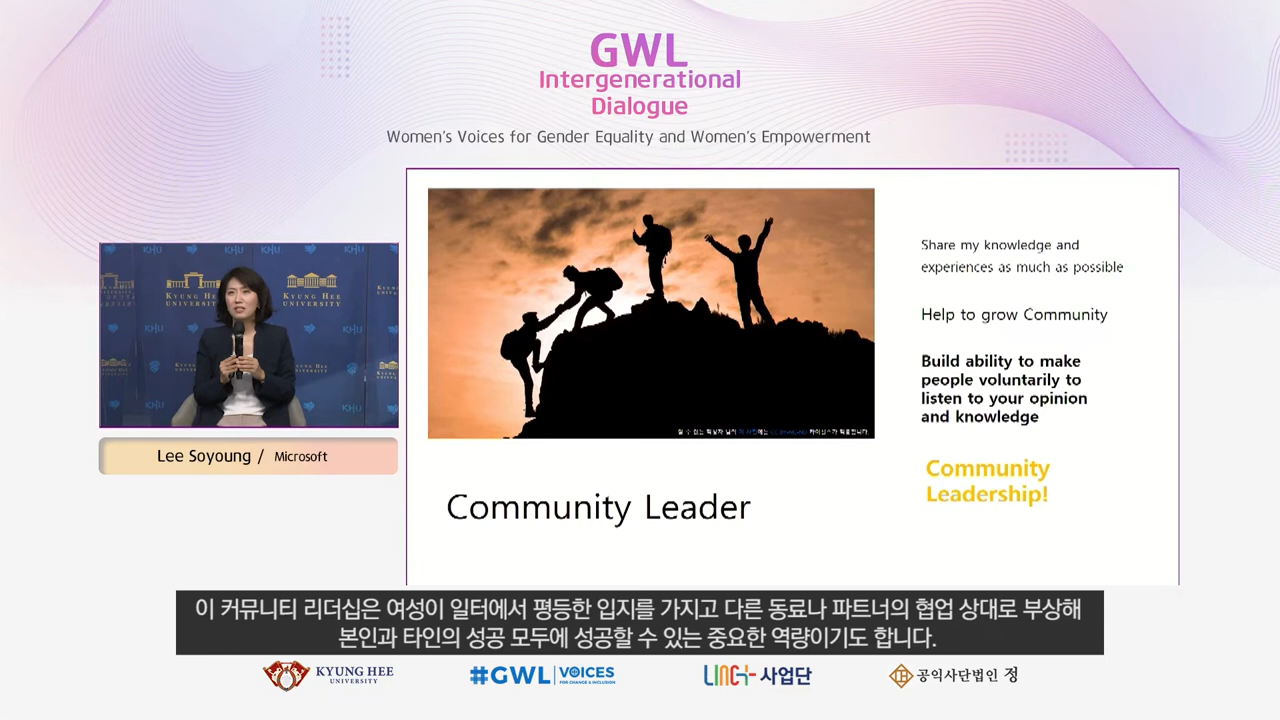 GWL
Intergenerational
Dialogue
Women's Voices for Gender Equality and Women's Empowerment
KHU
KYUNG HEE
UNIVERSITY
KYUNG HEE
UNIVERSITY
Lee Soyoung / Microsoft
Share my knowledge and
experiences as much as possible
Help to grow Community
Build ability to make
people voluntarily to
listen to your opinion
and knowledge
Community
Leadership!
Community Leader
이 커뮤니티 리더십은 여성이 일터에서 평등한 입지를 가지고 다른 동료나 파트너의 협업 상대로 부상해
본인과 타인의 성공 모두에 성공할 수 있는 중요한 역량이기도 합니다.
KYUNG HEE
UNIVERSITY
#GWL VOICES
FOR CHANGE & INCLUSION
LINC+ 사업단
공익사단법인 정